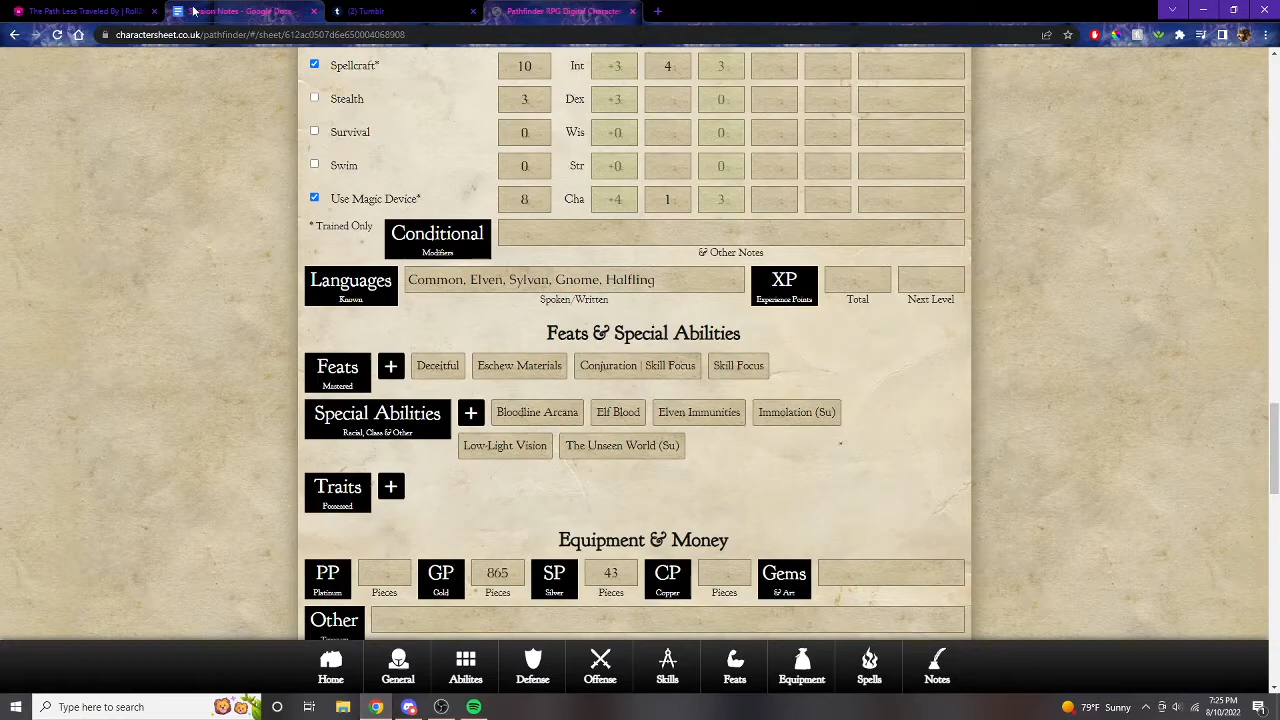 The Path Less Traveled By | Roll2
Session Notes - Google Docs
(2) Tumblr
Pathfinder RPG Digital Character
charactersheet.co.uk/pathfinder/#/sheet/612ac0507d6e650004068908
Spellcraft* 10 Int +3 4 3
Stealth 3 Dex +3 0
Survival 0 Wis +0 0
Swim 0 Str +0 0
Use Magic Device* 8 Cha +4 1 3
* Trained Only
Conditional
Modifiers
& Other Notes
Languages
Known
Common, Elven, Sylvan, Gnome, Halfling
Spoken/Written
XP
Experience Points
Total
Next Level
Feats & Special Abilities
Feats
Mastered
+ Deceitful Eschew Materials Conjuration | Skill Focus Skill Focus
Special Abilities
Racial, Class & Other
+ Bloodline Arcana Elf Blood Elven Immunities Immolation (Su)
Low-Light Vision The Unseen World (Su)
Traits
Possessed
+
Equipment & Money
PP
Platinum
Pieces
GP
Gold
865
Pieces
SP
Silver
43
Pieces
CP
Copper
Pieces
Gems
& Art
Other
Home General Abilites Defense Offense Skills Feats Equipment Spells Notes
Type here to search
79°F Sunny
7:25 PM
8/10/2022